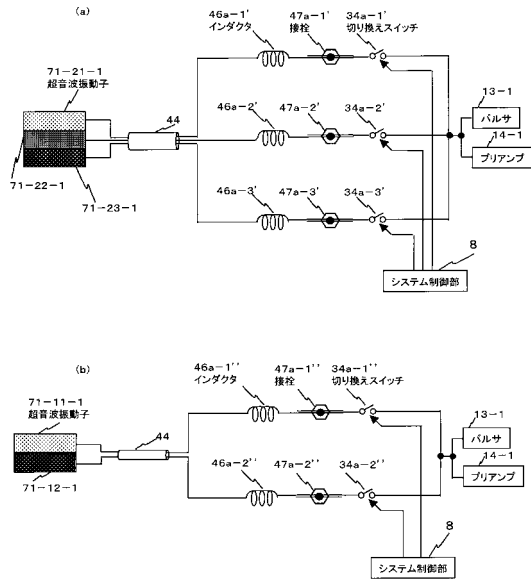 (a)
46a-1'
インダクタ
47a-1'
接栓
34a-1'
切り換えスイッチ
71-21-1
超音波振動子
44
13-1
パルサ
46a-2'
47a-2'
34a-2'
14-1
プリアンプ
71-22-1
46a-3'
47a-3'
34a-3'
71-23-1
8
システム制御部
(b)
46a-1''
インダクタ
47a-1''
接栓
34a-1''
切り換えスイッチ
71-11-1
超音波振動子
44
13-1
パルサ
46a-2''
47a-2''
34a-2''
14-1
プリアンプ
71-12-1
8
システム制御部